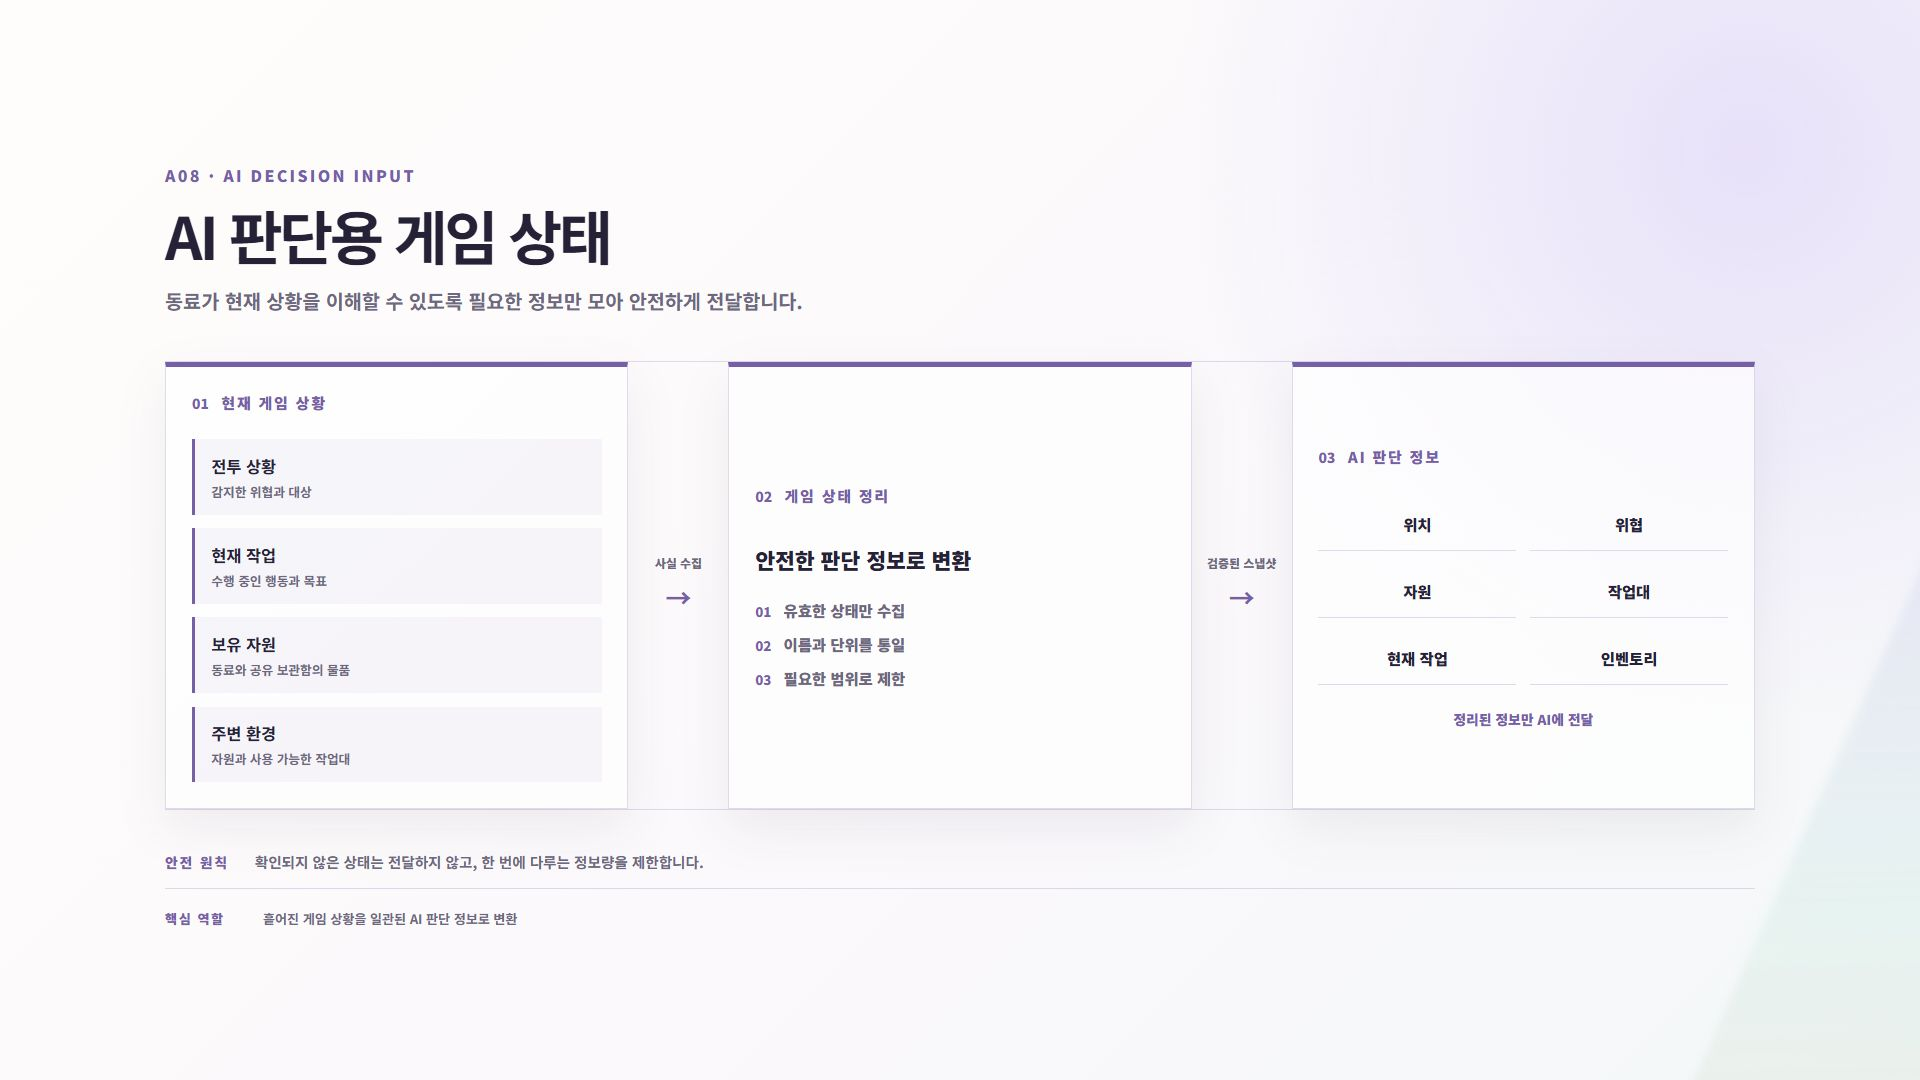 A08 · AI DECISION INPUT
AI 판단용 게임 상태
동료가 현재 상황을 이해할 수 있도록 필요한 정보만 모아 안전하게 전달합니다.
01 현재 게임 상황
전투 상황
감지한 위협과 대상
현재 작업
수행 중인 행동과 목표
보유 자원
동료와 공유 보관함의 물품
주변 환경
자원과 사용 가능한 작업대
사실 수집
→
02 게임 상태 정리
안전한 판단 정보로 변환
01 유효한 상태만 수집
02 이름과 단위를 통일
03 필요한 범위로 제한
검증된 스냅샷
→
03 AI 판단 정보
위치 위협
자원 작업대
현재 작업 인벤토리
정리된 정보만 AI에 전달
안전 원칙 확인되지 않은 상태는 전달하지 않고, 한 번에 다루는 정보량을 제한합니다.
핵심 역할 흩어진 게임 상황을 일관된 AI 판단 정보로 변환